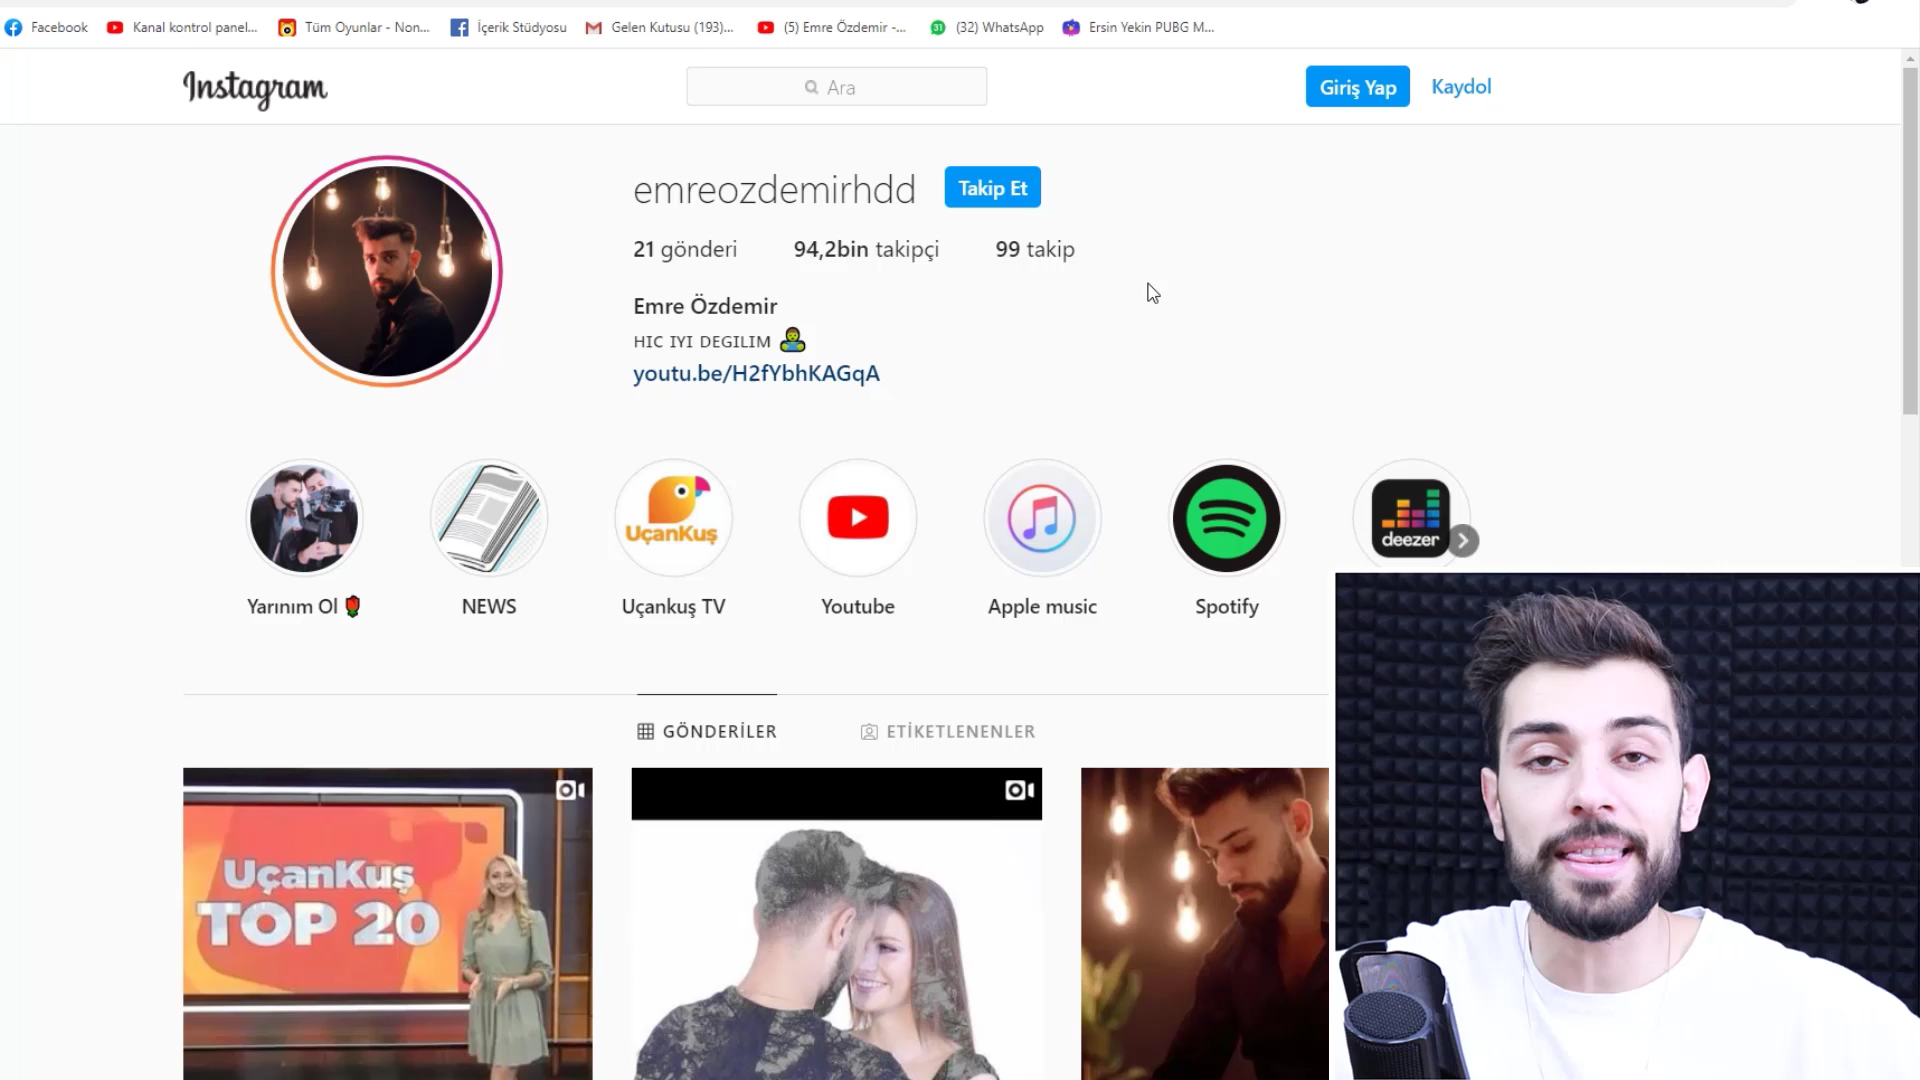 Facebook
Kanal kontrol panel...
Tüm Oyunlar - Non...
İçerik Stüdyosu
Gelen Kutusu (193)...
(5) Emre Özdemir -...
31
(32) WhatsApp
Ersin Yekin PUBG M...
Instagram
Ara
Giriş Yap
Kaydol
emreozdemirhdd
Takip Et
21 gönderi 94,2bin takipçi 99 takip
Emre Özdemir
HIC IYI DEGILIM
youtu.be/H2fYbhKAGqA
UçanKuş
deezer
Yarınım Ol
NEWS
Uçankuş TV
Youtube
Apple music
Spotify
GÖNDERİLER
ETİKETLENENLER
UçanKuş
TOP 20